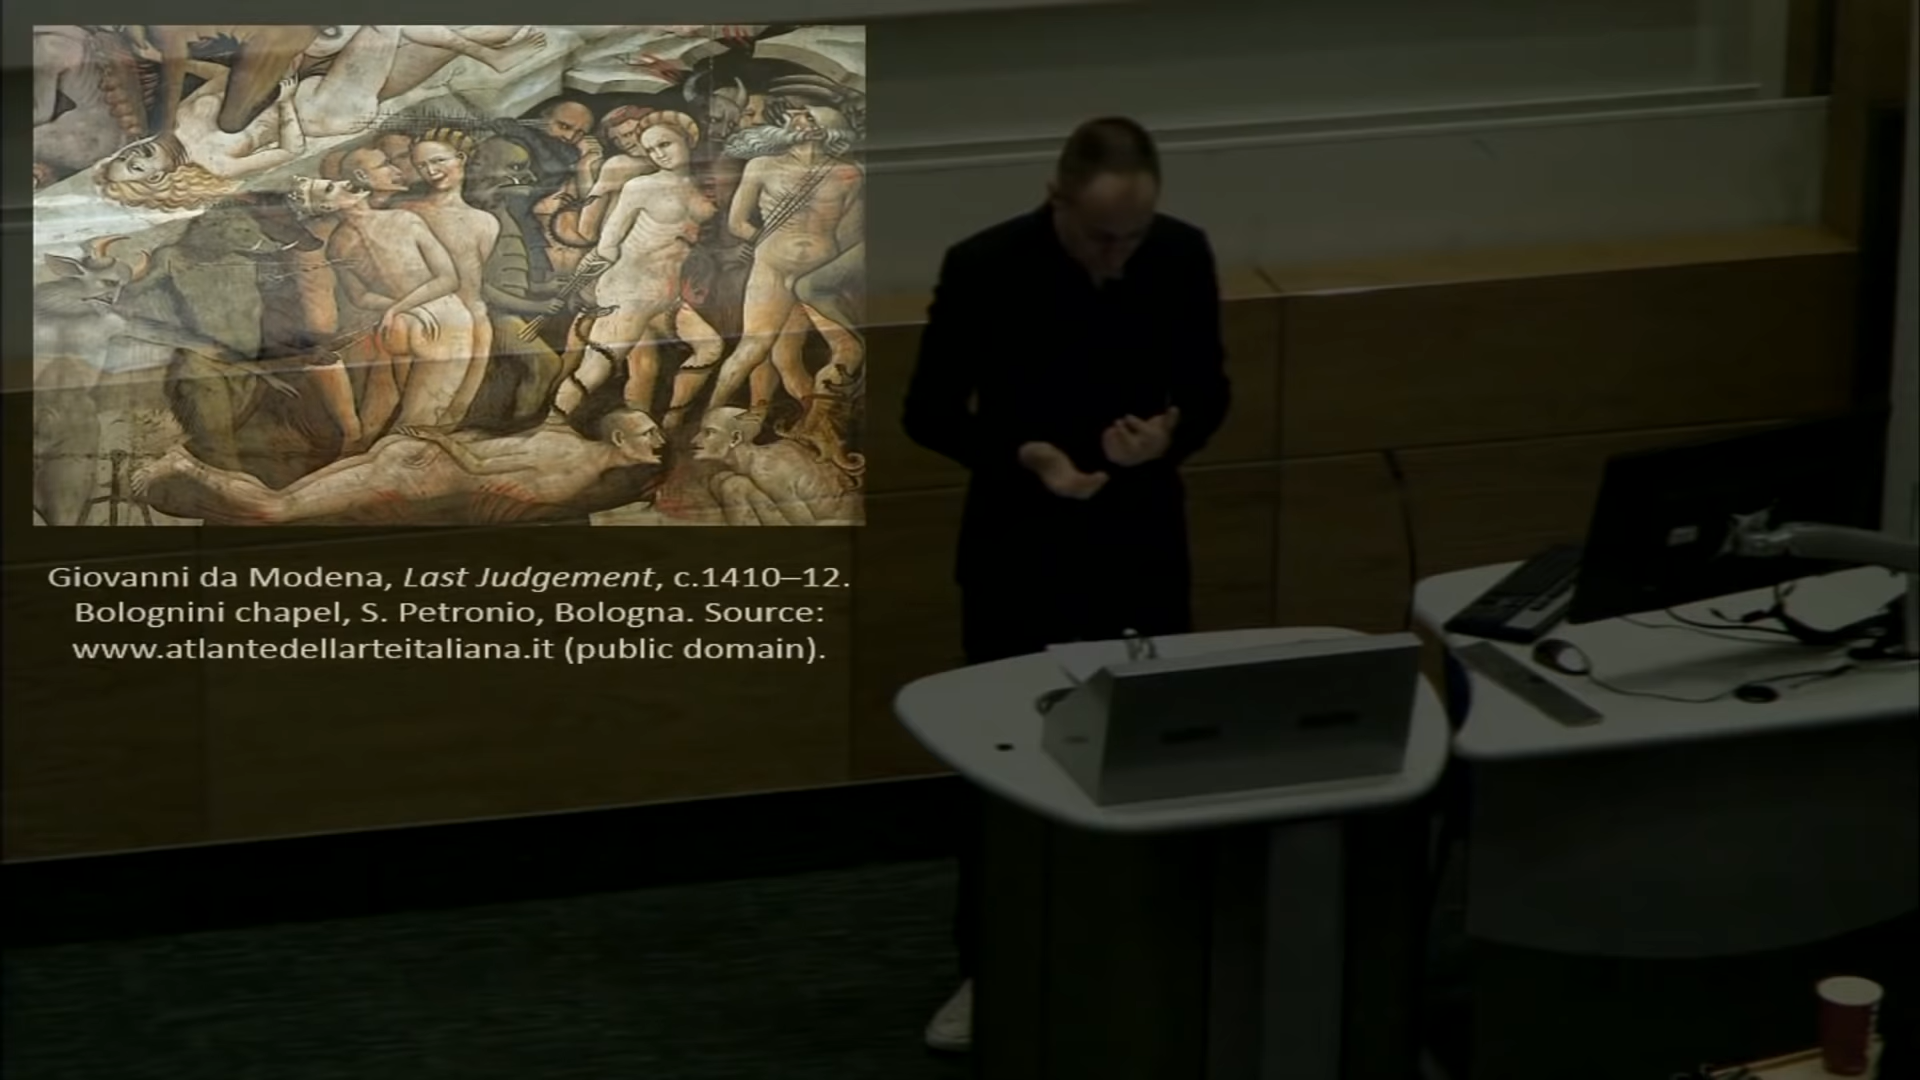 Giovanni da Modena, Last Judgement, c.1410–12.
Bolognini chapel, S. Petronio, Bologna. Source:
www.atlantedellarteitaliana.it (public domain).